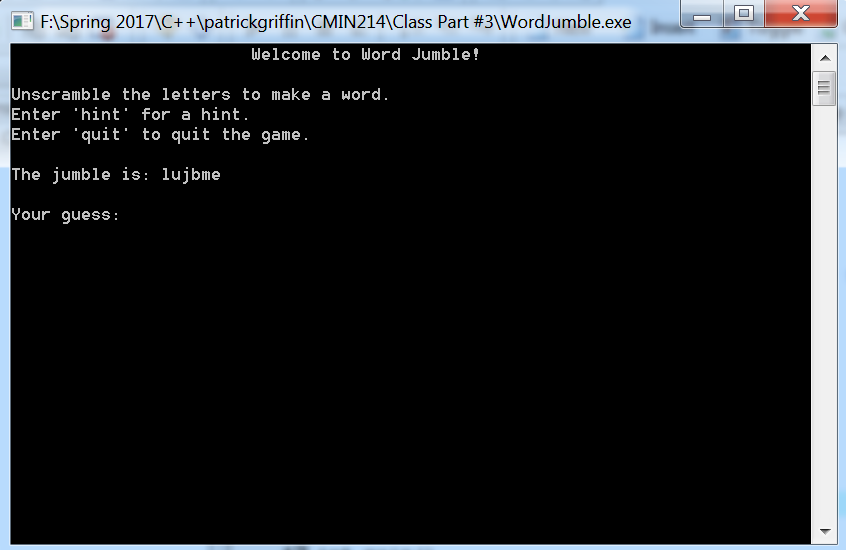 F:\Spring 2017\C++\patrickgriffin\CMIN214\Class Part #3\WordJumble.exe
Welcome to Word Jumble!
Unscramble the letters to make a word.
Enter 'hint' for a hint.
Enter 'quit' to quit the game.
The jumble is: lujbme
Your guess: